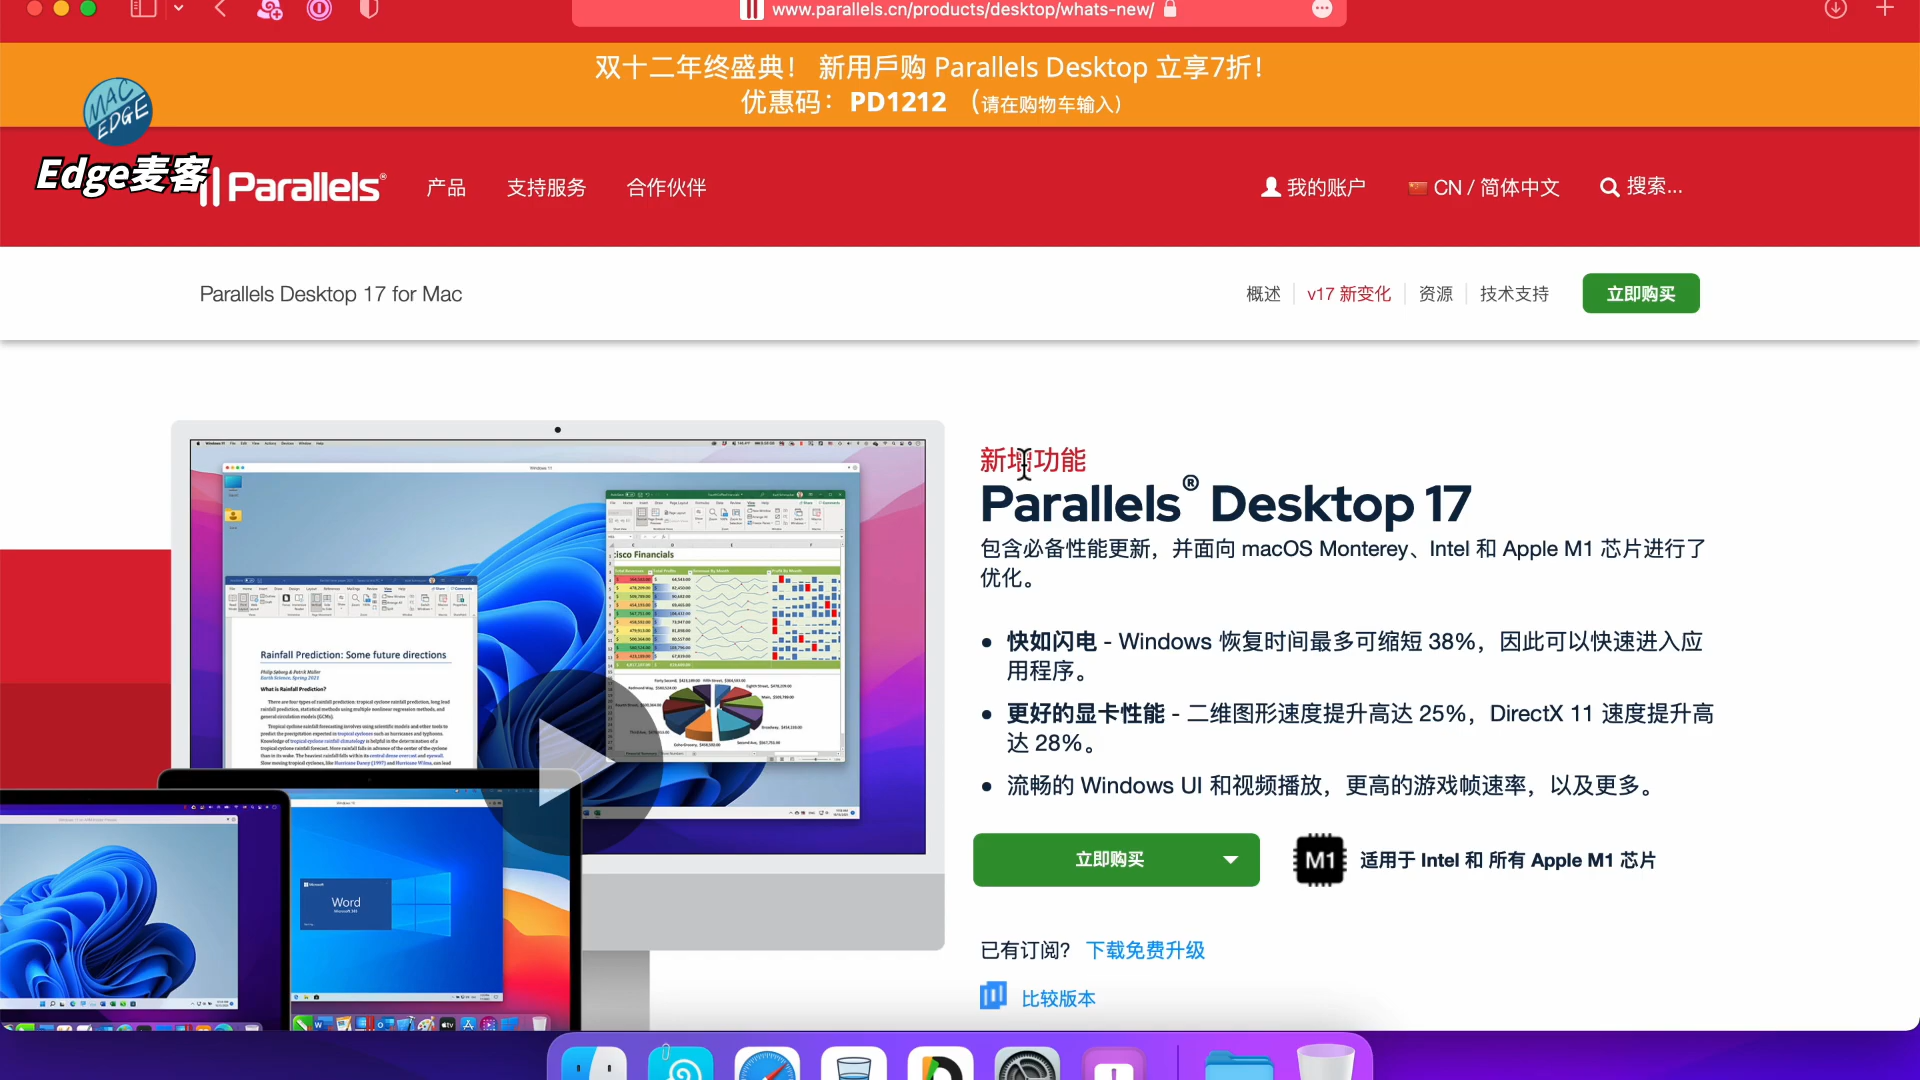 www.parallels.cn/products/desktop/whats-new/
双十二年终盛典！ 新用戶购 Parallels Desktop 立享7折！
优惠码：PD1212 （请在购物车输入）
MAC EDGE
Edge麦客
Parallels®
产品
支持服务
合作伙伴
我的账户
CN / 简体中文
搜索...
Parallels Desktop 17 for Mac
概述
v17 新变化
资源
技术支持
立即购买
新增功能
Parallels® Desktop 17
包含必备性能更新，并面向 macOS Monterey、Intel 和 Apple M1 芯片进行了
优化。
• 快如闪电 - Windows 恢复时间最多可缩短 38%，因此可以快速进入应
用程序。
• 更好的显卡性能 - 二维图形速度提升高达 25%，DirectX 11 速度提升高
达 28%。
• 流畅的 Windows UI 和视频播放，更高的游戏帧速率，以及更多。
立即购买
M1
适用于 Intel 和 所有 Apple M1 芯片
已有订阅？ 下载免费升级
比较版本
cisco Financials
Rainfall Prediction: Some future directions
What is Rainfall Prediction?
Word